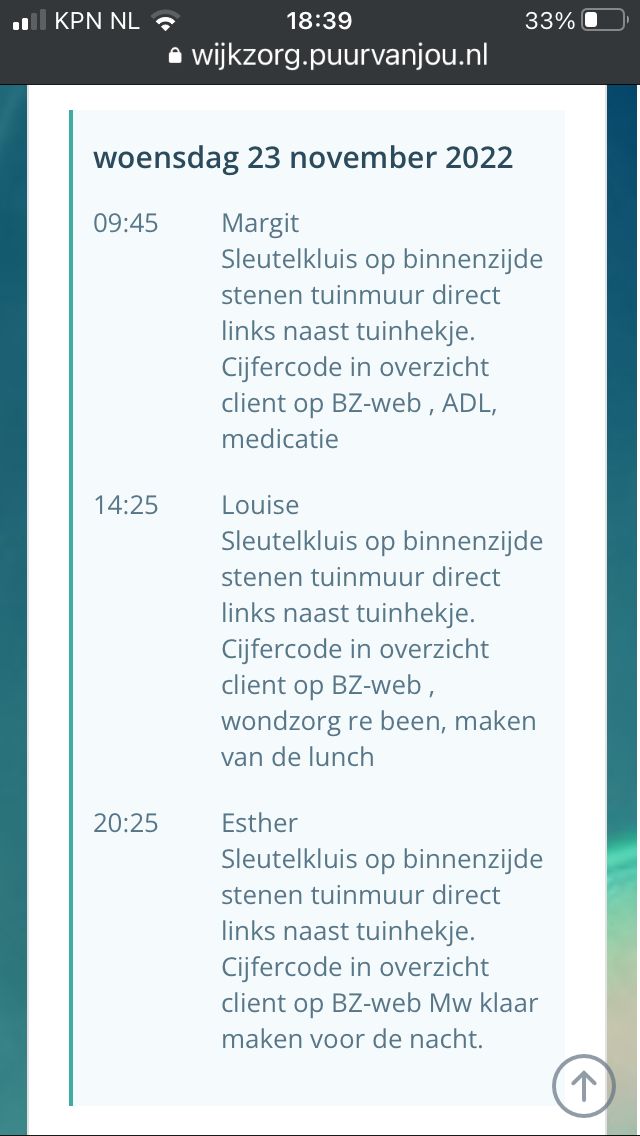 KPN NL 18:39 33%
wijkzorg.puurvanjou.nl
woensdag 23 november 2022
09:45 Margit
Sleutelkluis op binnenzijde
stenen tuinmuur direct
links naast tuinhekje.
Cijfercode in overzicht
client op BZ-web , ADL,
medicatie
14:25 Louise
Sleutelkluis op binnenzijde
stenen tuinmuur direct
links naast tuinhekje.
Cijfercode in overzicht
client op BZ-web ,
wondzorg re been, maken
van de lunch
20:25 Esther
Sleutelkluis op binnenzijde
stenen tuinmuur direct
links naast tuinhekje.
Cijfercode in overzicht
client op BZ-web Mw klaar
maken voor de nacht.